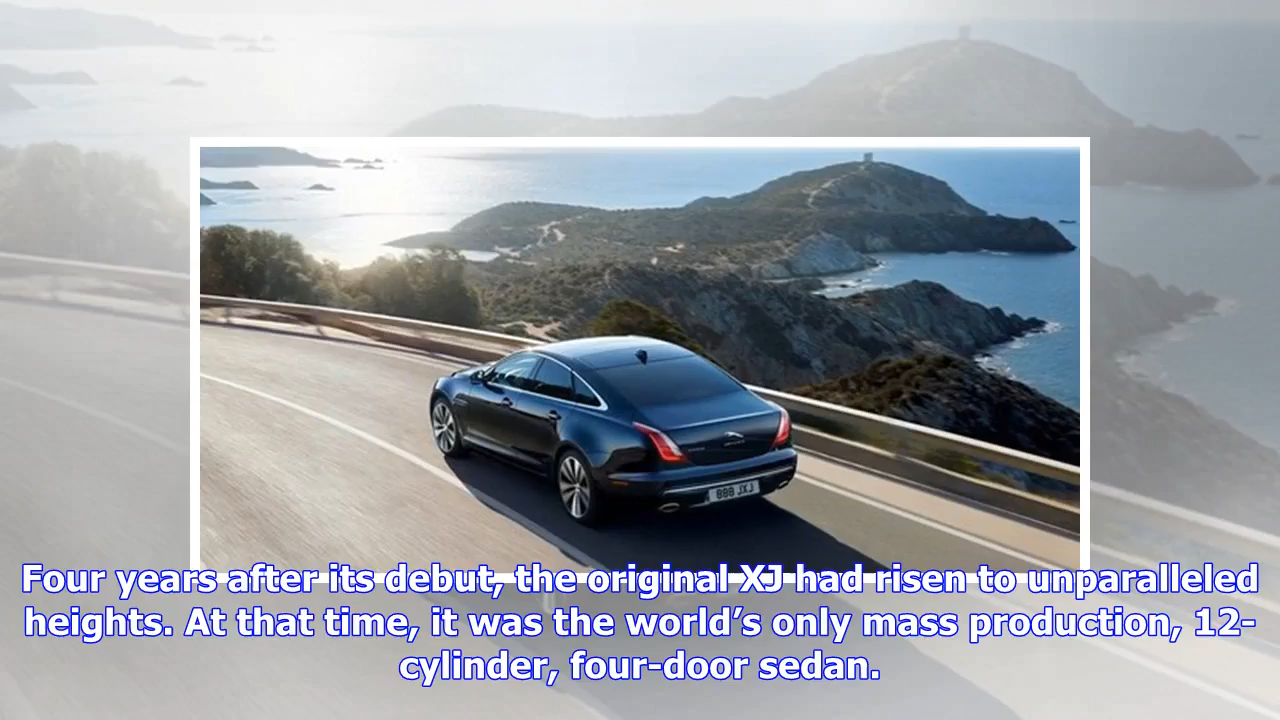 888 JXJ
Four years after its debut, the original XJ had risen to unparalleled
heights. At that time, it was the world’s only mass production, 12-
cylinder, four-door sedan.